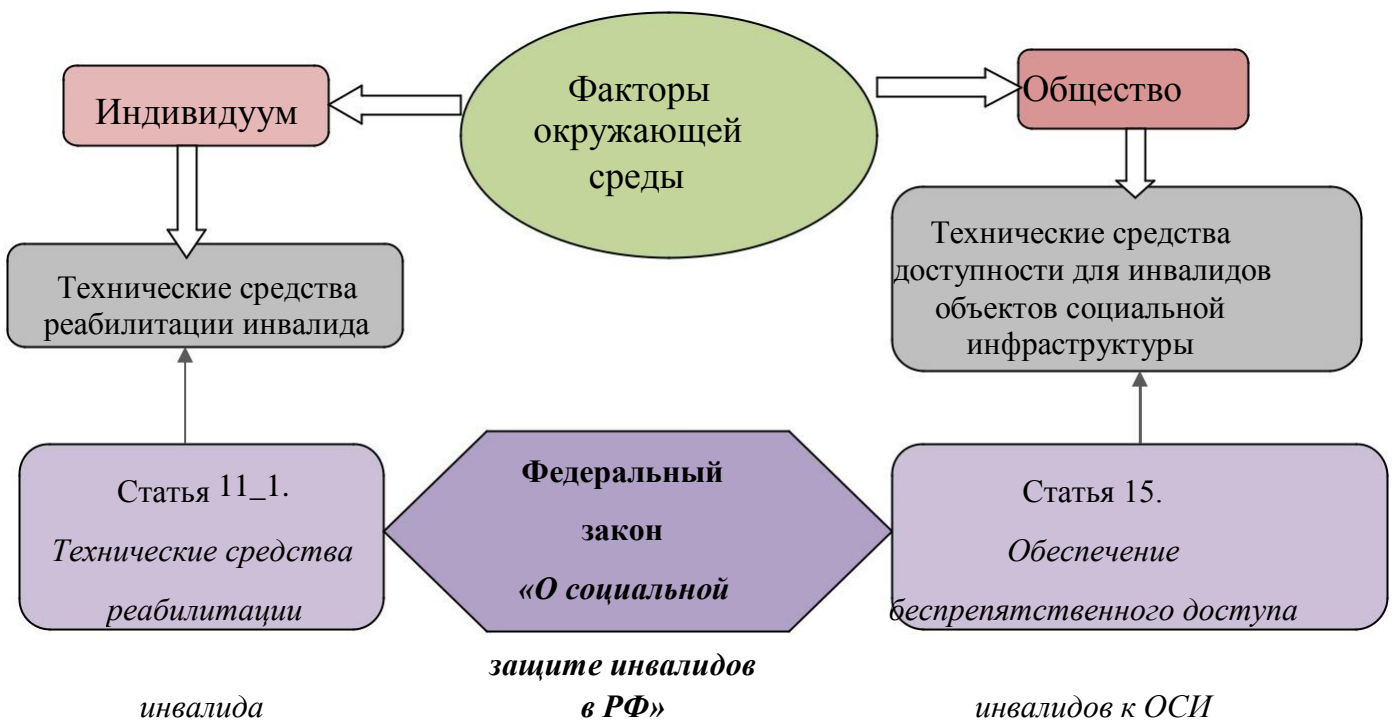 Факторы
окружающей
среды
Индивидуум
Общество
Технические средства
реабилитации инвалида
Технические средства
доступности для инвалидов
объектов социальной
инфраструктуры
Статья 11_1.
Технические средства
реабилитации
инвалида
Федеральный
закон
«О социальной
защите инвалидов
в РФ»
Статья 15.
Обеспечение
беспрепятственного доступа
инвалидов к ОСИ